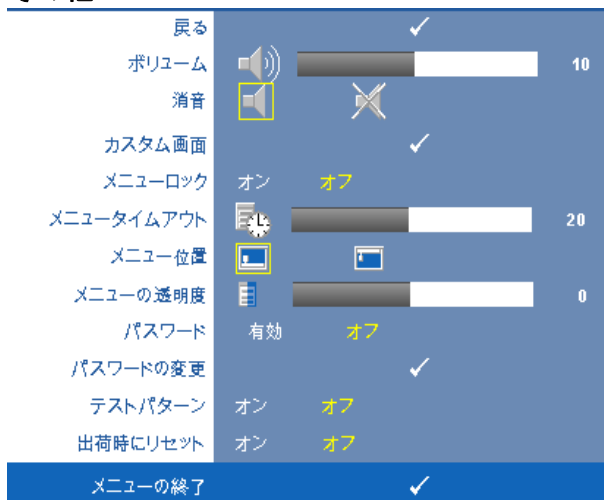 戻る
ボリューム 10
消音
カスタム画面
メニューロック オン オフ
メニュータイムアウト 20
メニュー位置
メニューの透明度 0
パスワード 有効 オフ
パスワードの変更
テストパターン オン オフ
出荷時にリセット オン オフ
メニューの終了